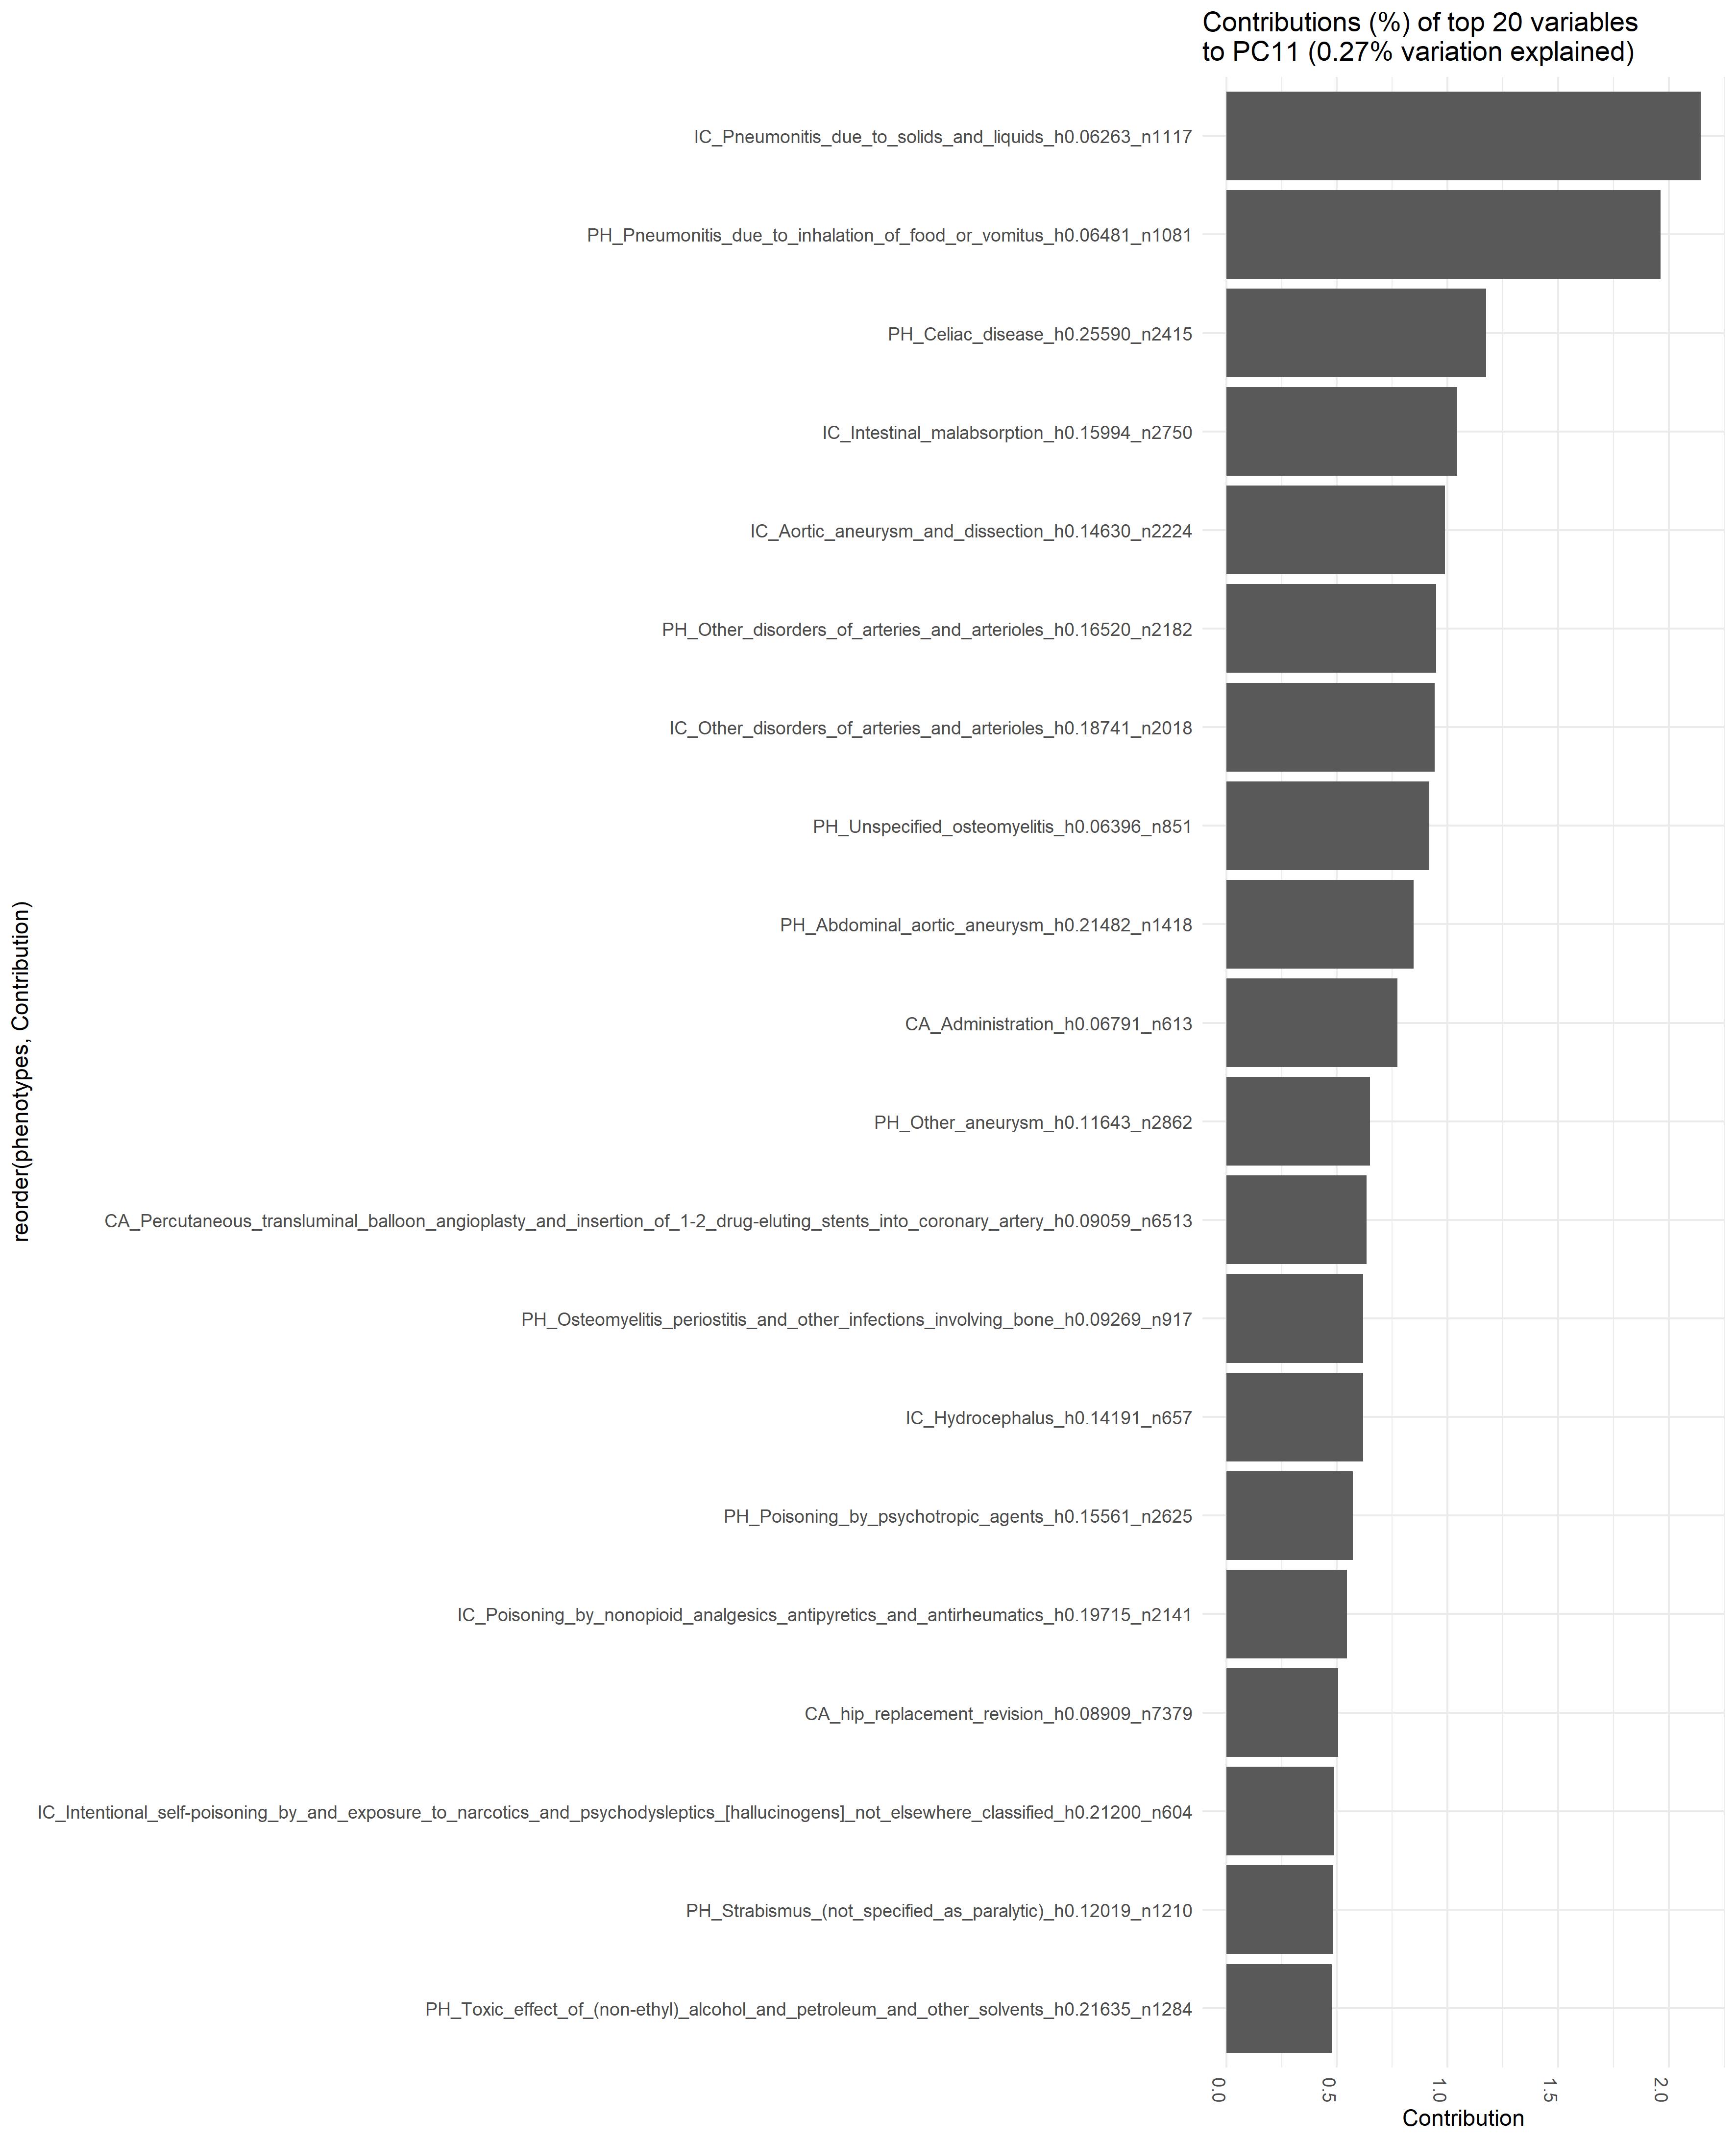 Contributions (%) of top 20 variables
to PC11 (0.27% variation explained)
IC_Pneumonitis_due_to_solids_and_liquids_h0.06263_n1117
PH_Pneumonitis_due_to_inhalation_of_food_or_vomitus_h0.06481_n1081
PH_Celiac_disease_h0.25590_n2415
IC_Intestinal_malabsorption_h0.15994_n2750
IC_Aortic_aneurysm_and_dissection_h0.14630_n2224
PH_Other_disorders_of_arteries_and_arterioles_h0.16520_n2182
IC_Other_disorders_of_arteries_and_arterioles_h0.18741_n2018
PH_Unspecified_osteomyelitis_h0.06396_n851
PH_Abdominal_aortic_aneurysm_h0.21482_n1418
CA_Administration_h0.06791_n613
PH_Other_aneurysm_h0.11643_n2862
CA_Percutaneous_transluminal_balloon_angioplasty_and_insertion_of_1-2_drug-eluting_stents_into_coronary_artery_h0.09059_n6513
PH_Osteomyelitis_periostitis_and_other_infections_involving_bone_h0.09269_n917
IC_Hydrocephalus_h0.14191_n657
PH_Poisoning_by_psychotropic_agents_h0.15561_n2625
IC_Poisoning_by_nonopioid_analgesics_antipyretics_and_antirheumatics_h0.19715_n2141
CA_hip_replacement_revision_h0.08909_n7379
IC_Intentional_self-poisoning_by_and_exposure_to_narcotics_and_psychodysleptics_[hallucinogens]_not_elsewhere_classified_h0.21200_n604
PH_Strabismus_(not_specified_as_paralytic)_h0.12019_n1210
PH_Toxic_effect_of_(non-ethyl)_alcohol_and_petroleum_and_other_solvents_h0.21635_n1284
reorder(phenotypes, Contribution)
0.0
0.5
1.0
1.5
2.0
Contribution